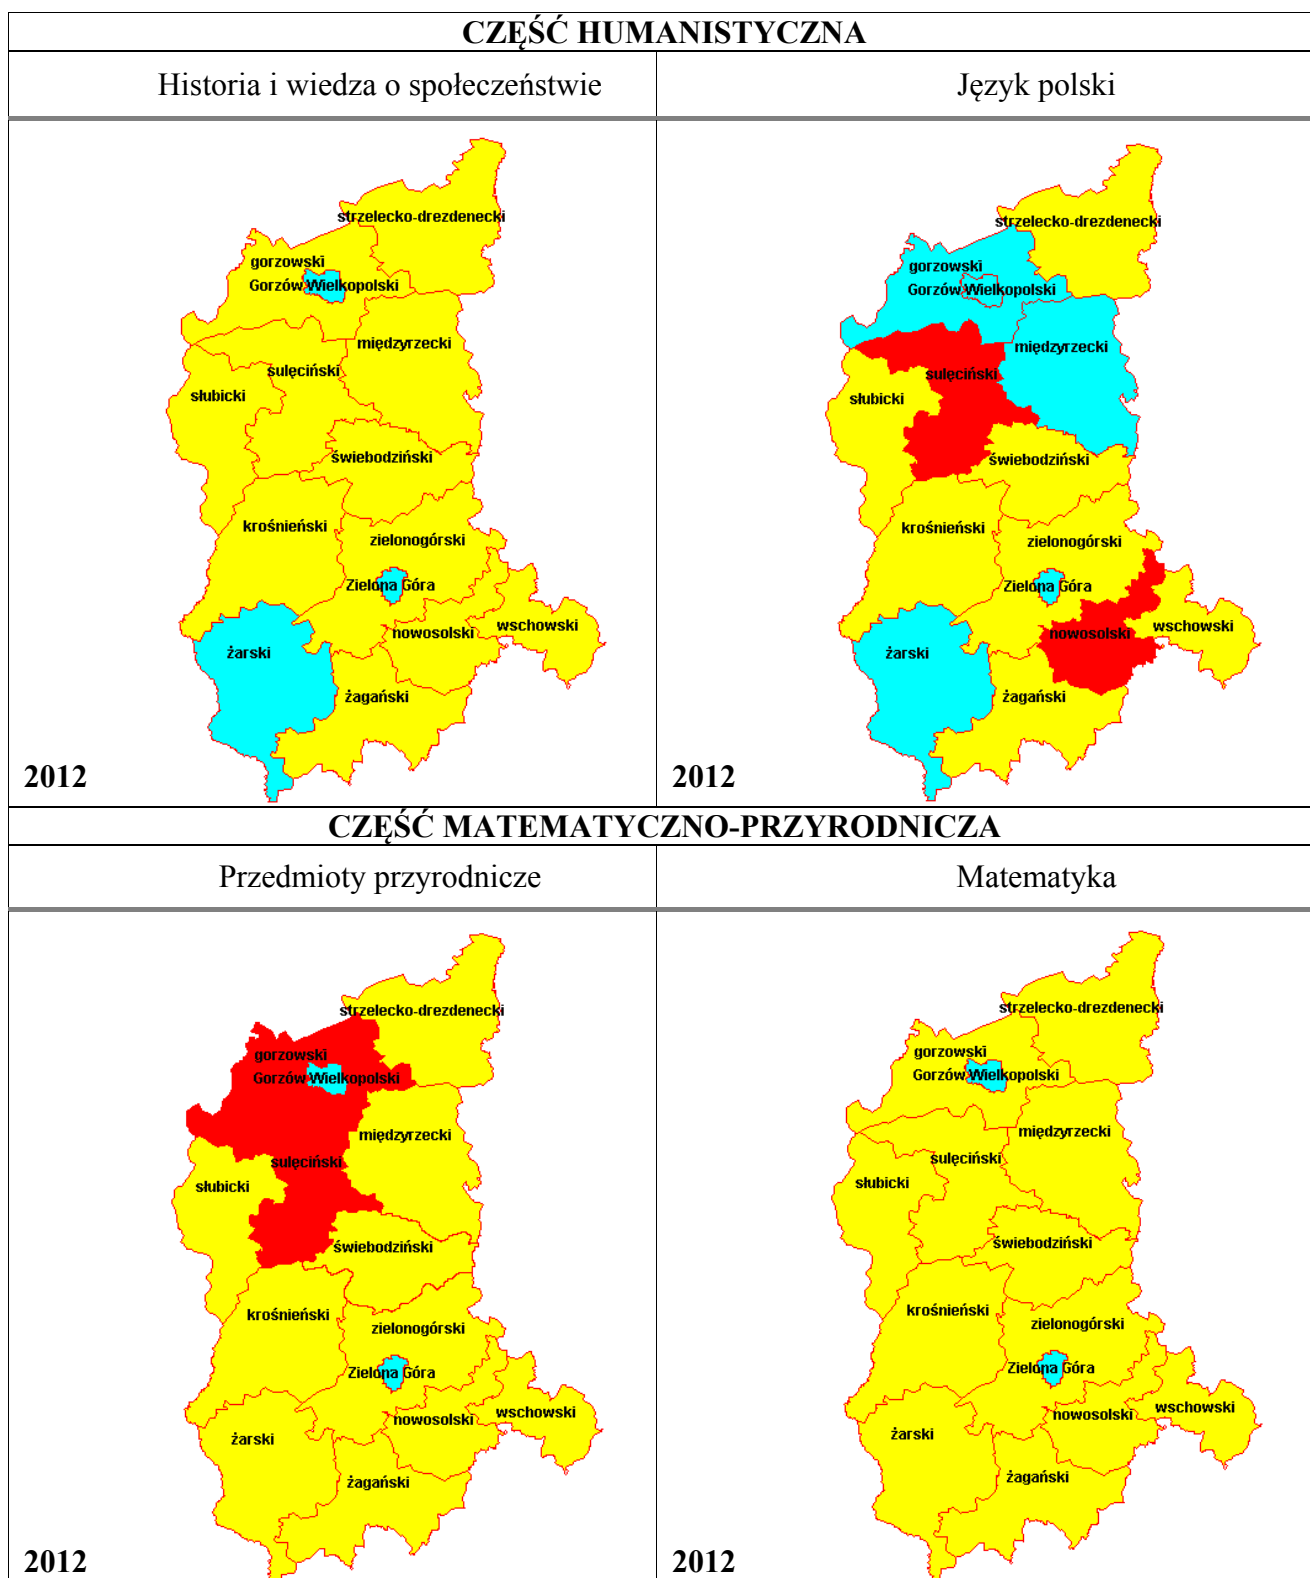 CZĘŚĆ HUMANISTYCZNA
Historia i wiedza o społeczeństwie
Język polski
strzelecko-drezdenecki
gorzowski
Gorzów Wielkopolski
międzyrzecki
sulęciński
słubicki
świebodziński
krośnieński
zielonogórski
Zielona Góra
nowosolski
wschowski
żarski
żagański
2012
strzelecko-drezdenecki
gorzowski
Gorzów Wielkopolski
międzyrzecki
sulęciński
słubicki
świebodziński
krośnieński
zielonogórski
Zielona Góra
nowosolski
wschowski
żarski
żagański
2012
CZĘŚĆ MATEMATYCZNO-PRZYRODNICZA
Przedmioty przyrodnicze
Matematyka
strzelecko-drezdenecki
gorzowski
Gorzów Wielkopolski
międzyrzecki
sulęciński
słubicki
świebodziński
krośnieński
zielonogórski
Zielona Góra
nowosolski
wschowski
żarski
żagański
2012
strzelecko-drezdenecki
gorzowski
Gorzów Wielkopolski
międzyrzecki
sulęciński
słubicki
świebodziński
krośnieński
zielonogórski
Zielona Góra
nowosolski
wschowski
żarski
żagański
2012